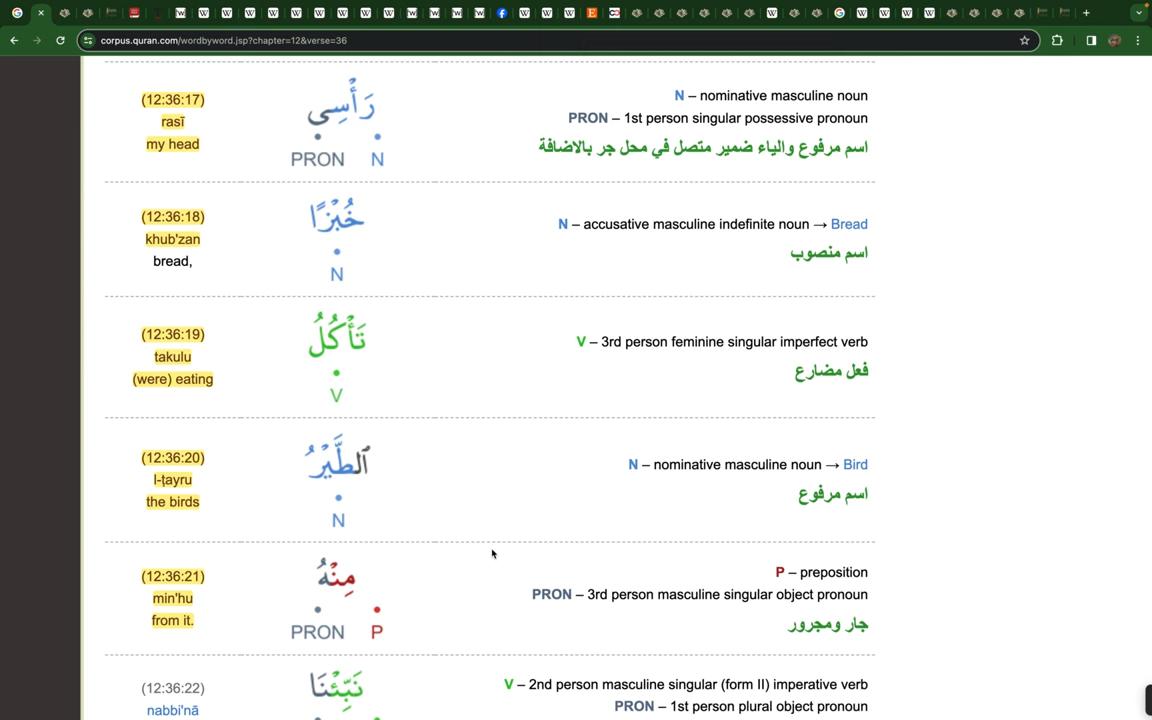 corpus.quran.com/wordbyword.jsp?chapter=12&verse=36
(12:36:17)
rasī
my head
رَأْسِي
PRON N
N – nominative masculine noun
PRON – 1st person singular possessive pronoun
اسم مرفوع والياء ضمير متصل في محل جر بالاضافة
(12:36:18)
khub'zan
bread,
خُبْزًا
N
N – accusative masculine indefinite noun → Bread
اسم منصوب
(12:36:19)
takulu
(were) eating
تَأْكُلُ
V
V – 3rd person feminine singular imperfect verb
فعل مضارع
(12:36:20)
l-ṭayru
the birds
ٱلطَّيْرُ
N
N – nominative masculine noun → Bird
اسم مرفوع
(12:36:21)
min'hu
from it.
مِنْهُ
PRON P
P – preposition
PRON – 3rd person masculine singular object pronoun
جار ومجرور
(12:36:22)
nabbi'nā
نَبِّئْنَا
V – 2nd person masculine singular (form II) imperative verb
PRON – 1st person plural object pronoun